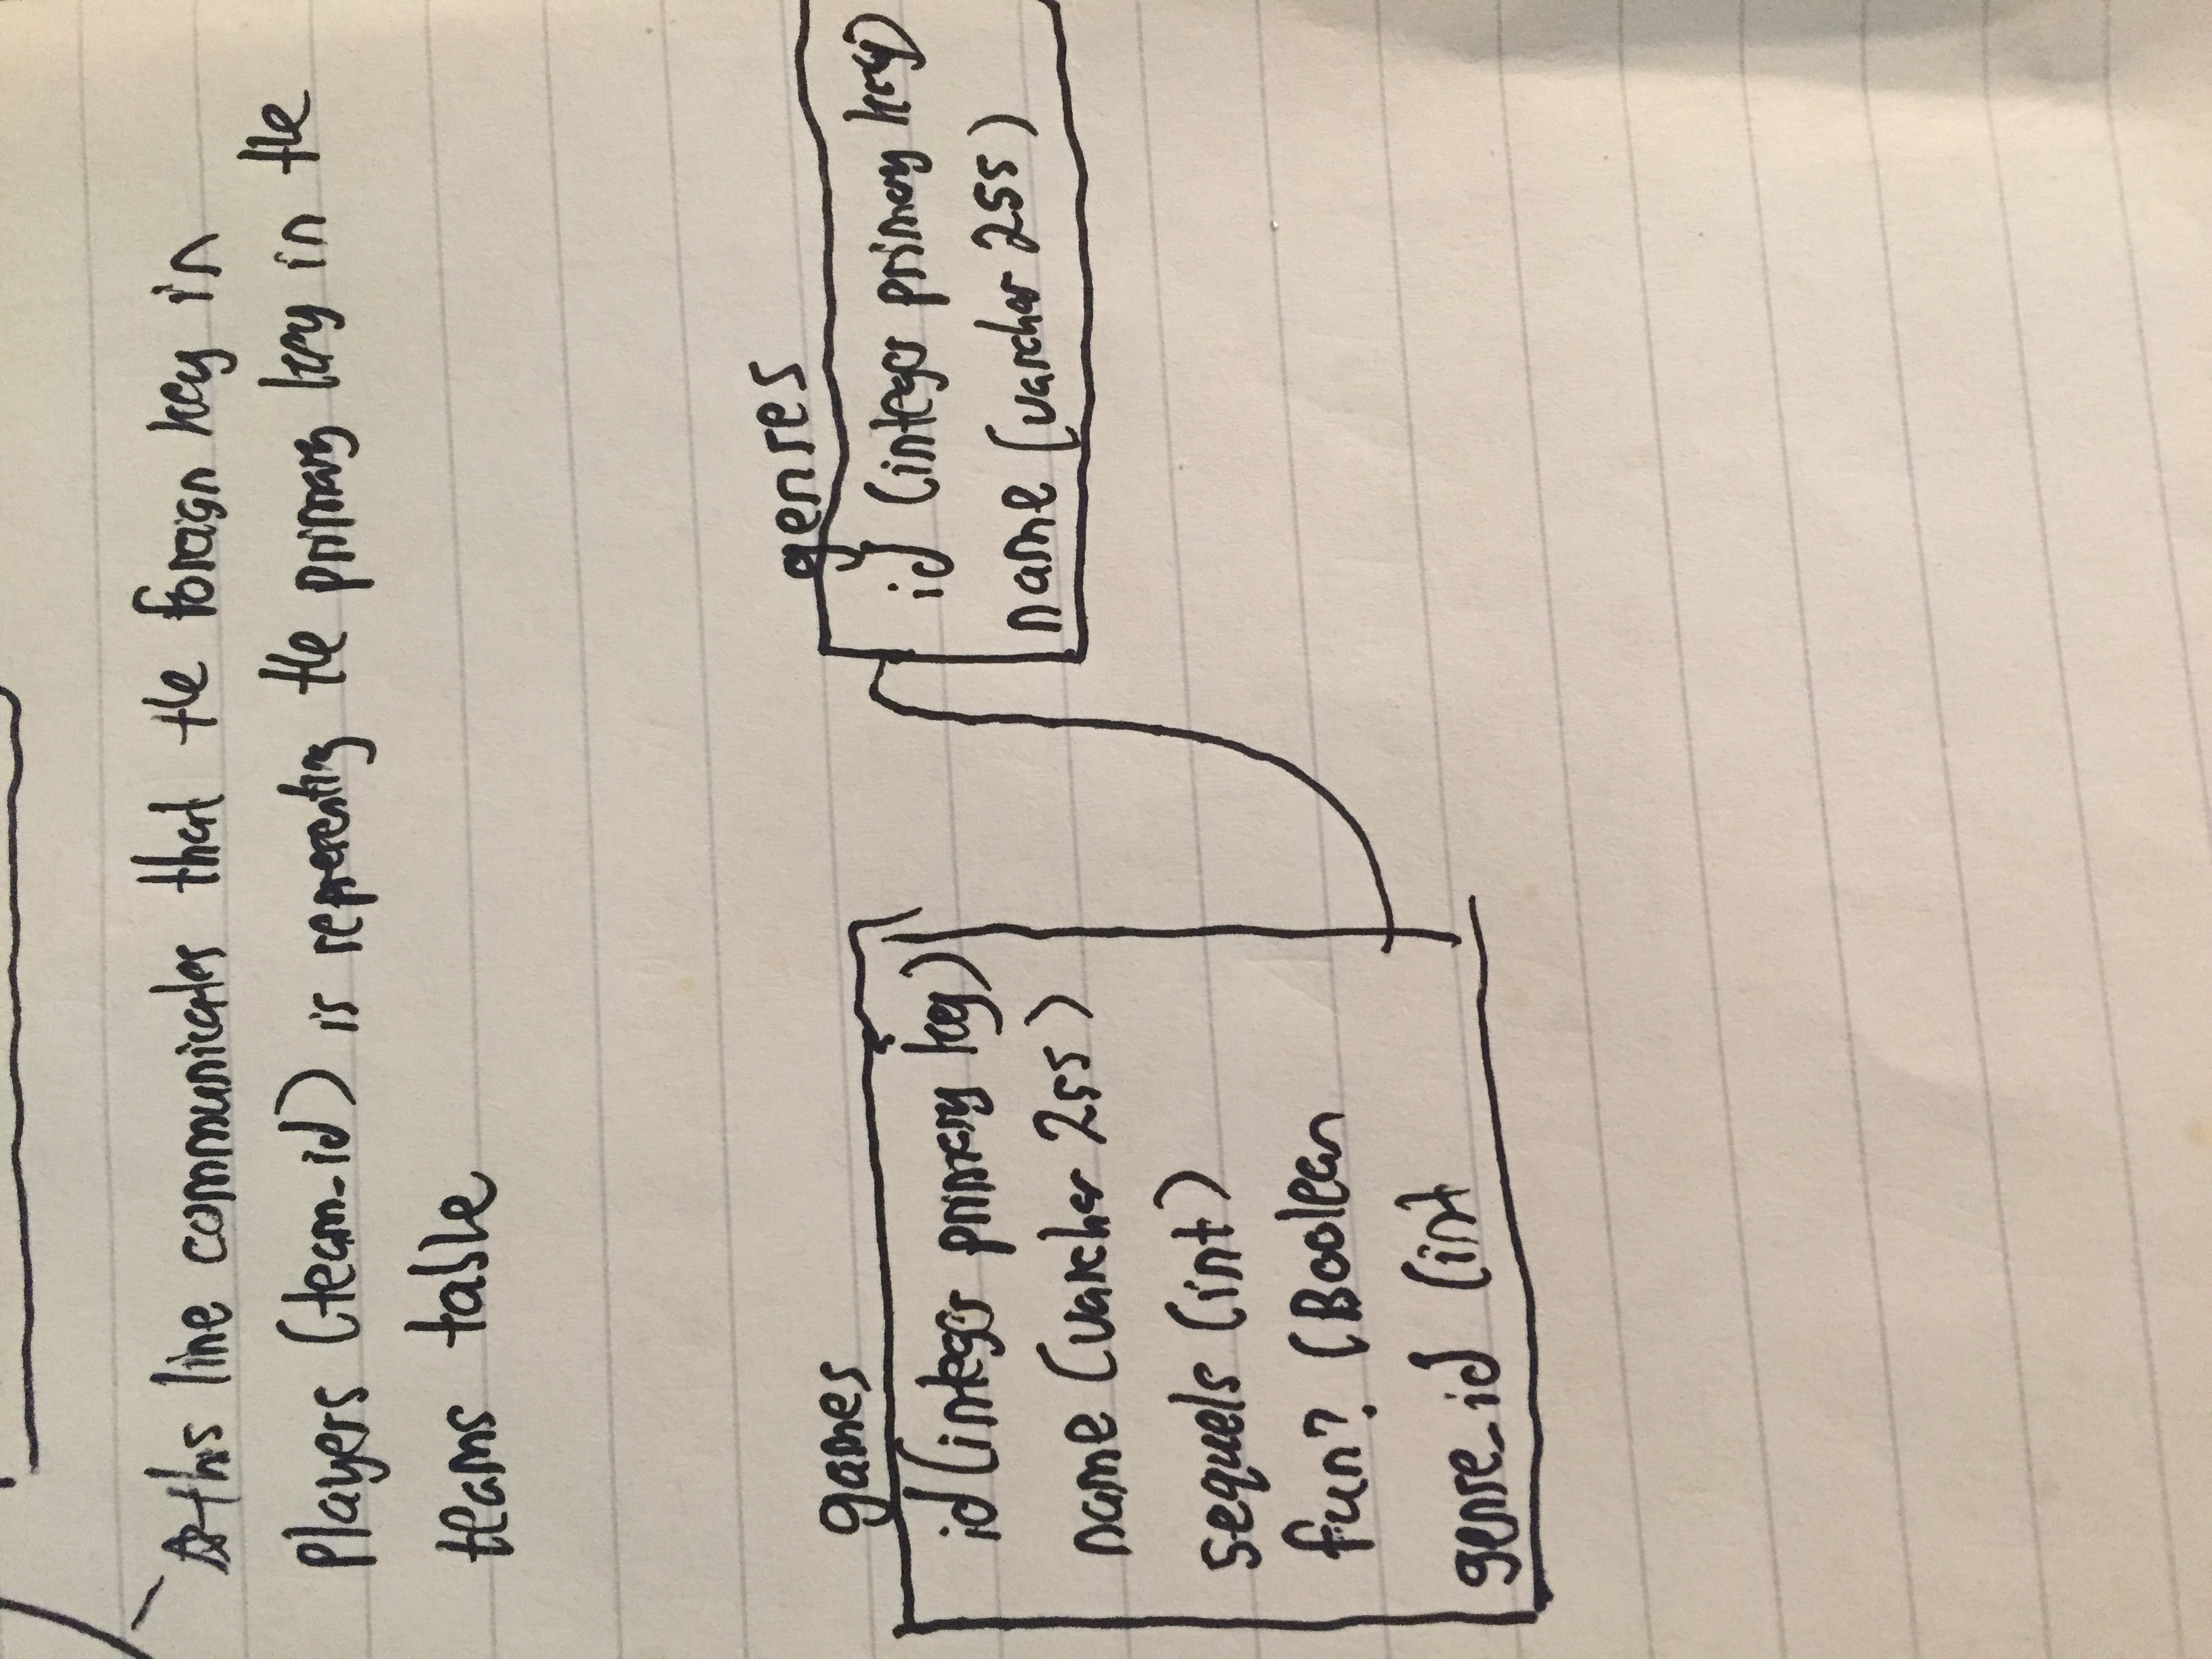 ☆ this line communicates that the foreign key in
Players (team_id) is representing the primary key in the
teams table
genres
games
id (integer primary key)
id (integer primary key)
name (varchar 255)
name (varchar 255)
sequels (int)
fun? (Boolean
genre_id (int